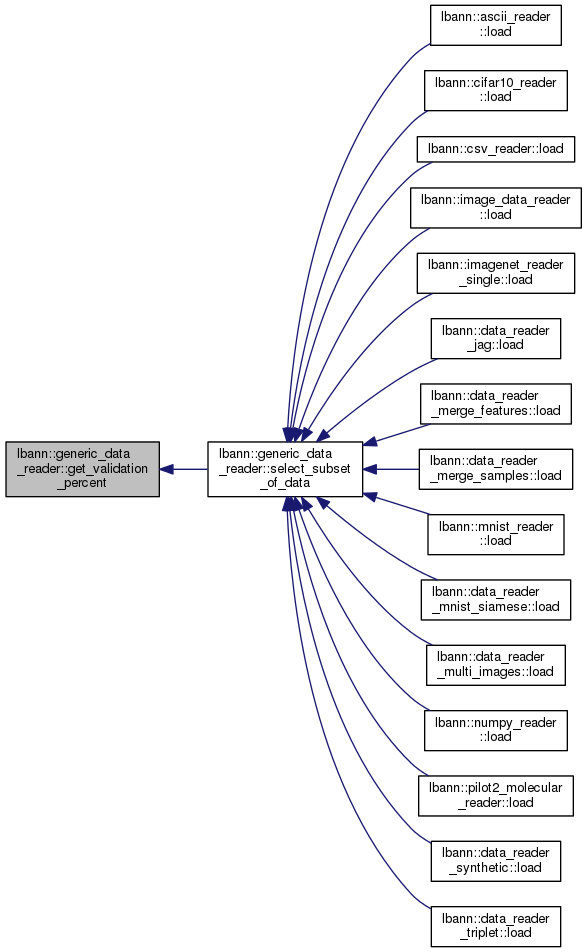 lbann::generic_data
_reader::get_validation
_percent
lbann::generic_data
_reader::select_subset
_of_data
lbann::ascii_reader
::load
lbann::cifar10_reader
::load
lbann::csv_reader::load
lbann::image_data_reader
::load
lbann::imagenet_reader
_single::load
lbann::data_reader
_jag::load
lbann::data_reader
_merge_features::load
lbann::data_reader
_merge_samples::load
lbann::mnist_reader
::load
lbann::data_reader
_mnist_siamese::load
lbann::data_reader
_multi_images::load
lbann::numpy_reader
::load
lbann::pilot2_molecular
_reader::load
lbann::data_reader
_synthetic::load
lbann::data_reader
_triplet::load